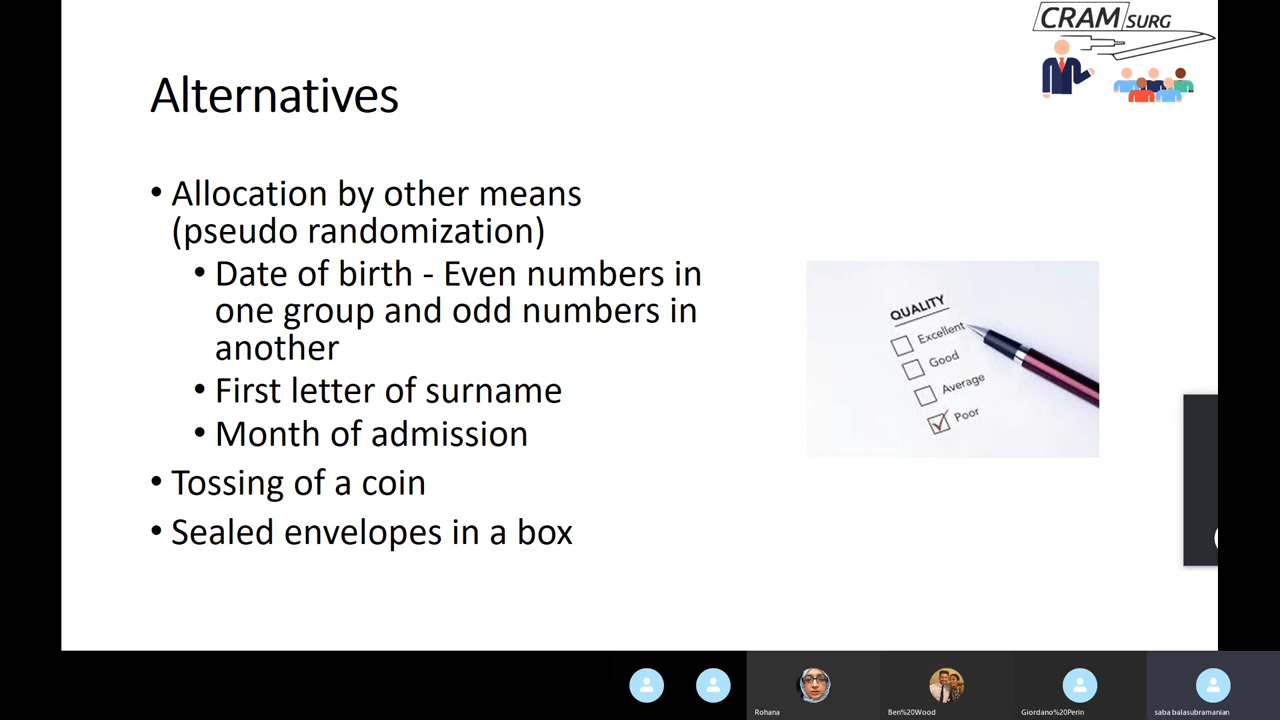 CRAM SURG
Alternatives
• Allocation by other means
(pseudo randomization)
• Date of birth - Even numbers in
one group and odd numbers in
another
• First letter of surname
• Month of admission
• Tossing of a coin
• Sealed envelopes in a box
QUALITY
Excellent
Good
Average
Poor
Rohana
Ben%20Wood
Giordano%20Perin
saba balasubramanian